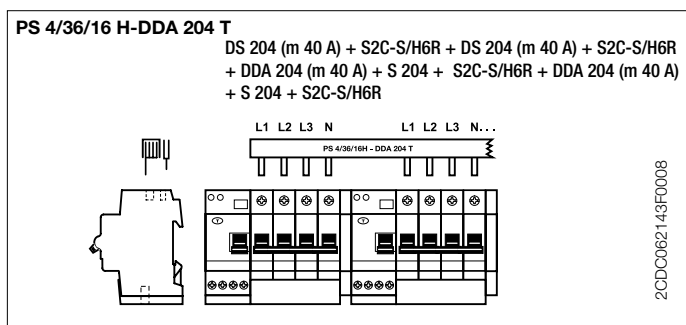 PS 4/36/16 H-DDA 204 T
DS 204 (m 40 A) + S2C-S/H6R + DS 204 (m 40 A) + S2C-S/H6R
+ DDA 204 (m 40 A) + S 204 + S2C-S/H6R + DDA 204 (m 40 A)
+ S 204 + S2C-S/H6R
L1 L2 L3 N L1 L2 L3 N...
PS 4/36/16H - DDA 204 T
T T
2CDC062143F0008